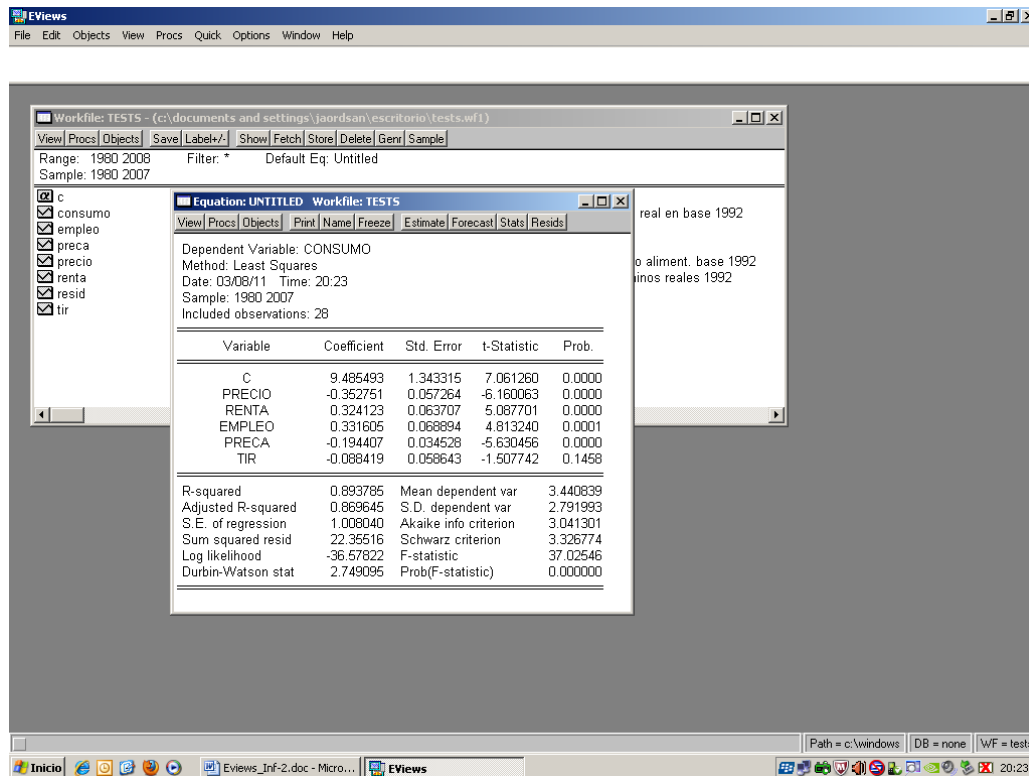 EViews
File Edit Objects View Procs Quick Options Window Help
Workfile: TESTS - (c:\documents and settings\jaordsan\escritorio\tests.wf1)
View Procs Objects Save Label+/- Show Fetch Store Delete Genr Sample
Range: 1980 2008 Filter: * Default Eq: Untitled
Sample: 1980 2007
c
consumo
empleo
preca
precio
renta
resid
tir
real en base 1992
o aliment. base 1992
inos reales 1992
Equation: UNTITLED Workfile: TESTS
View Procs Objects Print Name Freeze Estimate Forecast Stats Resids
Dependent Variable: CONSUMO
Method: Least Squares
Date: 03/08/11 Time: 20:23
Sample: 1980 2007
Included observations: 28
Variable Coefficient Std. Error t-Statistic Prob.
C 9.485493 1.343315 7.061260 0.0000
PRECIO -0.352751 0.057264 -6.160063 0.0000
RENTA 0.324123 0.063707 5.087701 0.0000
EMPLEO 0.331605 0.068894 4.813240 0.0001
PRECA -0.194407 0.034528 -5.630456 0.0000
TIR -0.088419 0.058643 -1.507742 0.1458
R-squared 0.893785 Mean dependent var 3.440839
Adjusted R-squared 0.869645 S.D. dependent var 2.791993
S.E. of regression 1.008040 Akaike info criterion 3.041301
Sum squared resid 22.35516 Schwarz criterion 3.326774
Log likelihood -36.57822 F-statistic 37.02546
Durbin-Watson stat 2.749095 Prob(F-statistic) 0.000000
Path = c:\windows DB = none WF = tests
Inicio Eviews_Inf-2.doc - Micro... EViews 20:23